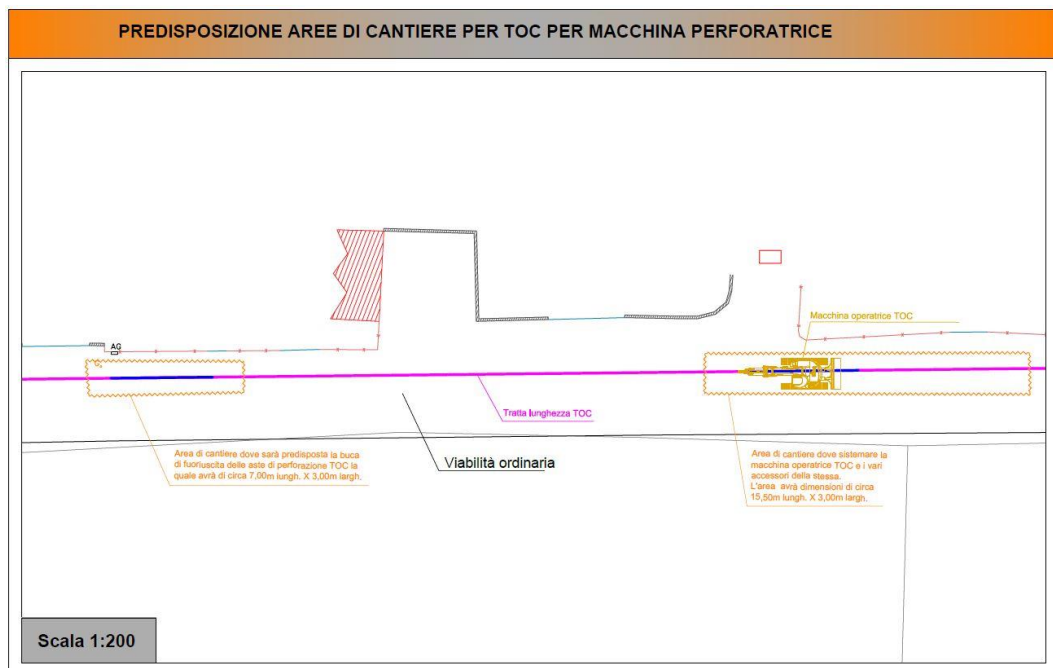 PREDISPOSIZIONE AREE DI CANTIERE PER TOC PER MACCHINA PERFORATRICE
Macchina operatrice TOC
AG
Tratta lunghezza TOC
Area di cantiere dove sarà predisposta la buca
di fuoriuscita delle aste di perforazione TOC la
quale avrà di circa 7,00m lungh. X 3,00m largh.
Viabilità ordinaria
Area di cantiere dove sistemare la
macchina operatrice TOC e i vari
accessori della stessa.
L'area avrà dimensioni di circa
15,50m lungh. X 3,00m largh.
Scala 1:200